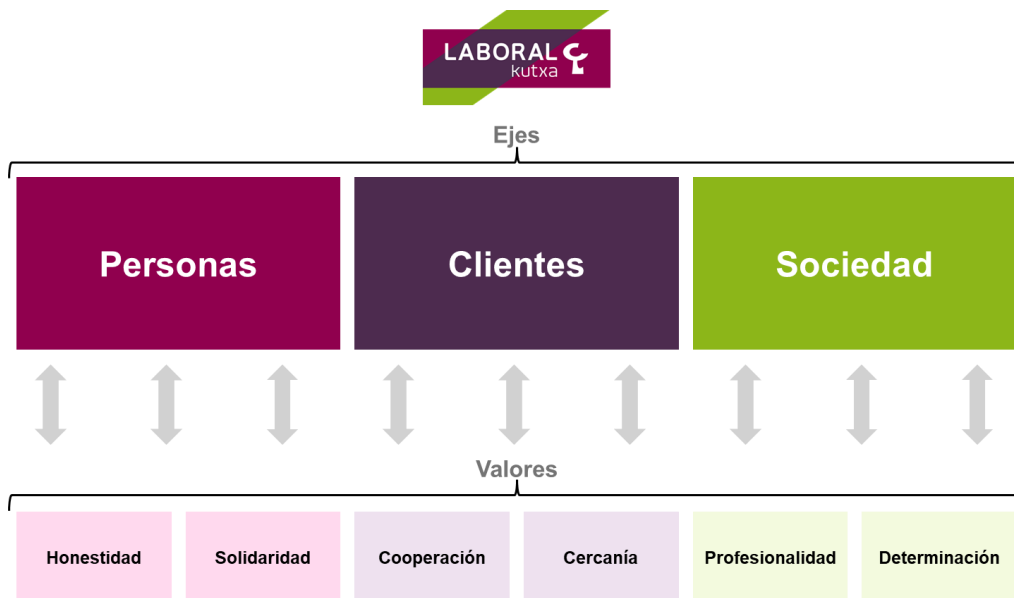 LABORAL
kutxa
Ejes
Personas
Clientes
Sociedad
Valores
Honestidad
Solidaridad
Cooperación
Cercanía
Profesionalidad
Determinación